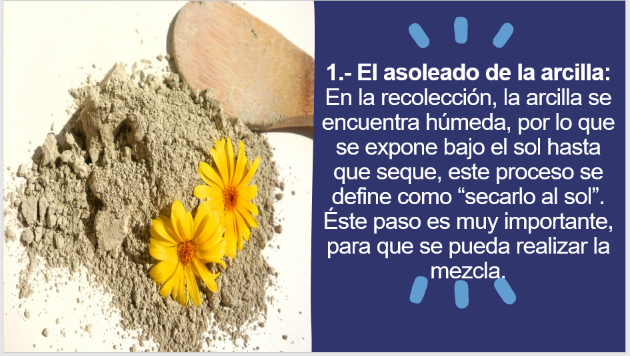 1.- El asoleado de la arcilla:
En la recolección, la arcilla se
encuentra húmeda, por lo que
se expone bajo el sol hasta
que seque, este proceso se
define como “secarlo al sol”.
Éste paso es muy importante,
para que se pueda realizar la
mezcla.